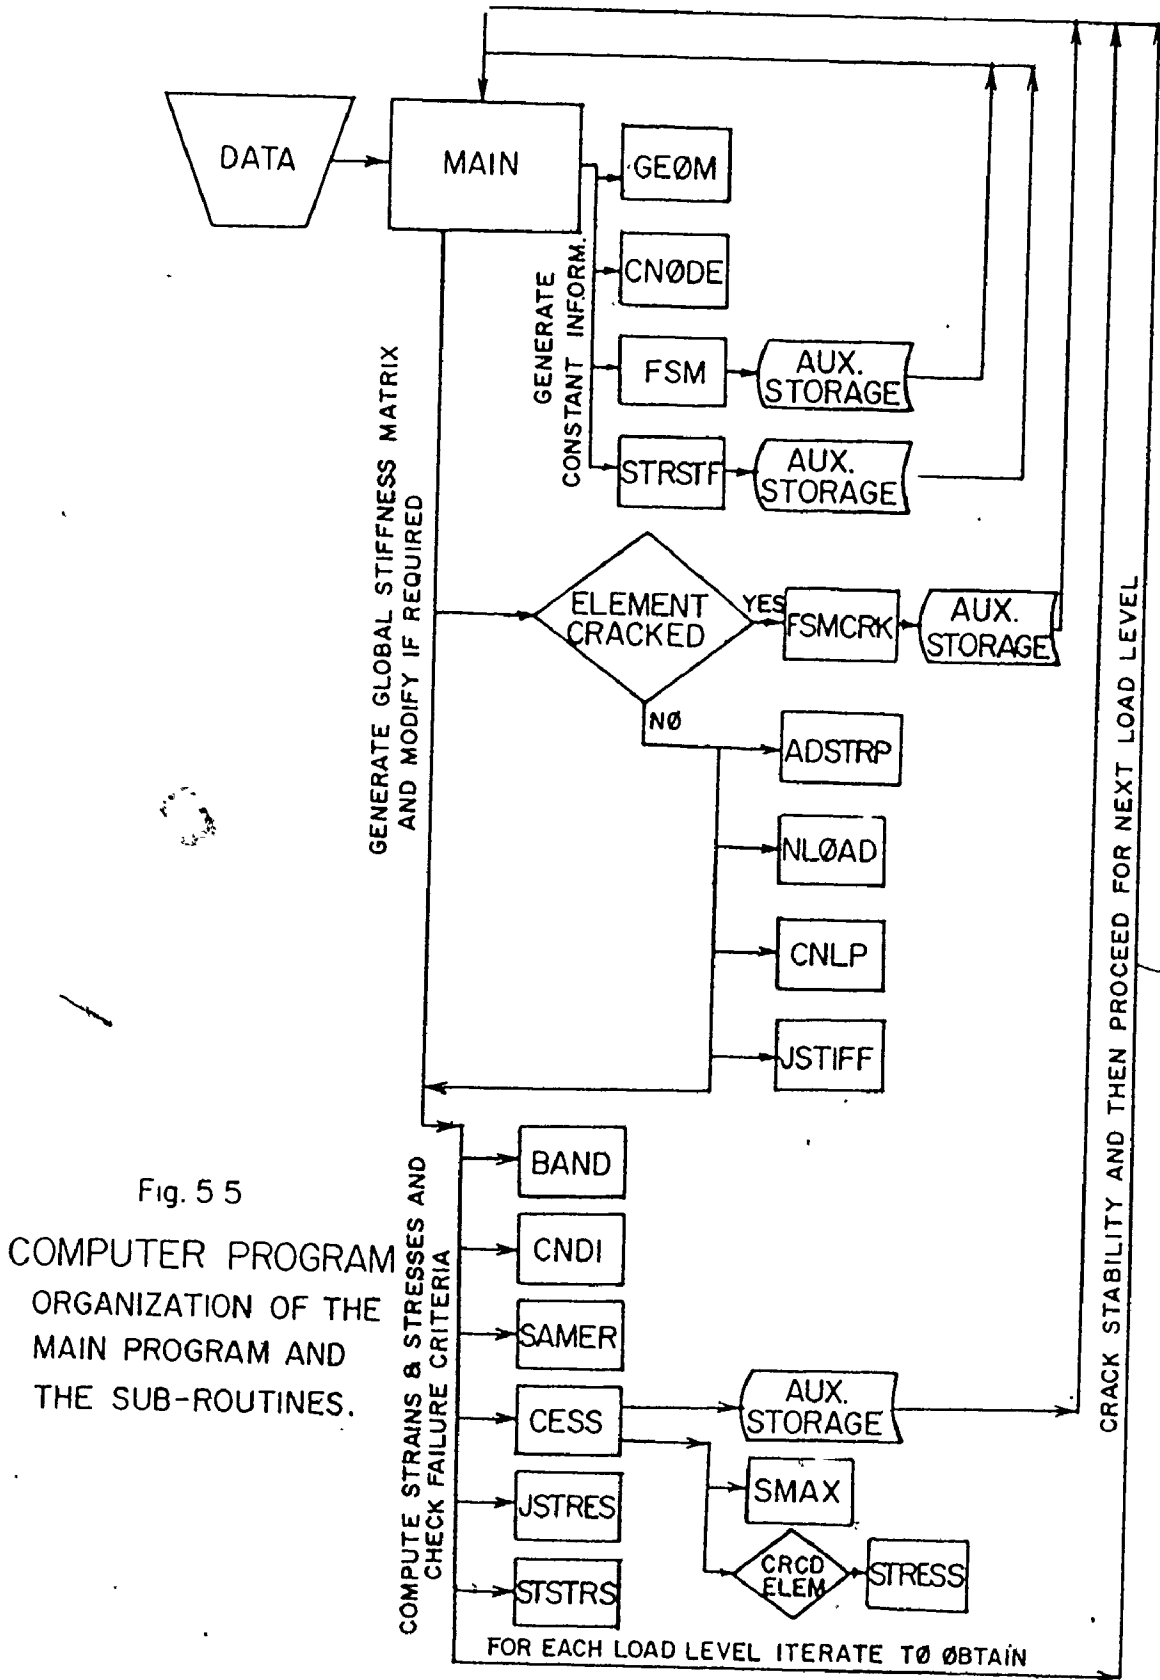 DATA
MAIN
GEØM
CNØDE
GENERATE
CONSTANT INFORM.
FSM
AUX.
STORAGE
STRSTF
AUX.
STORAGE
GENERATE GLOBAL STIFFNESS MATRIX
AND MODIFY IF REQUIRED
ELEMENT
CRACKED
YES
FSMCRK
AUX.
STORAGE
NØ
ADSTRP
NLØAD
CNLP
JSTIFF
BAND
CNDI
SAMER
CESS
AUX.
STORAGE
SMAX
CRCD
ELEM
STRESS
JSTRES
STSTRS
COMPUTE STRAINS & STRESSES AND
CHECK FAILURE CRITERIA
FOR EACH LOAD LEVEL ITERATE TØ ØBTAIN
CRACK STABILITY AND THEN PROCEED FOR NEXT LOAD LEVEL
Fig. 5 5
COMPUTER PROGRAM
ORGANIZATION OF THE
MAIN PROGRAM AND
THE SUB-ROUTINES.